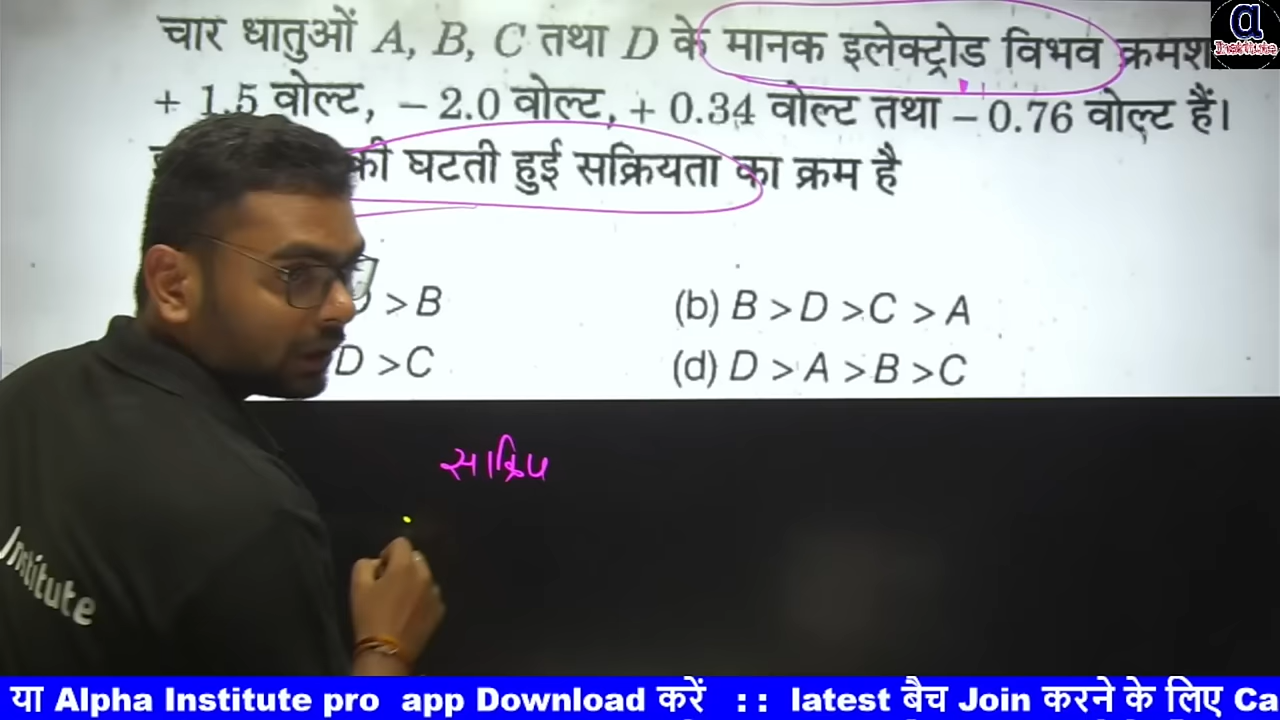 चार धातुओं A, B, C तथा D के मानक इलेक्ट्रोड विभव क्रमश
+ 1.5 वोल्ट, – 2.0 वोल्ट, + 0.34 वोल्ट तथा – 0.76 वोल्ट हैं।
की घटती हुई सक्रियता का क्रम है
> B
(b) B > D > C > A
D > C
(d) D > A > B > C
सक्रिय
Institute
या Alpha Institute pro app Download करें :: latest बैच Join करने के लिए Ca
α
Institute